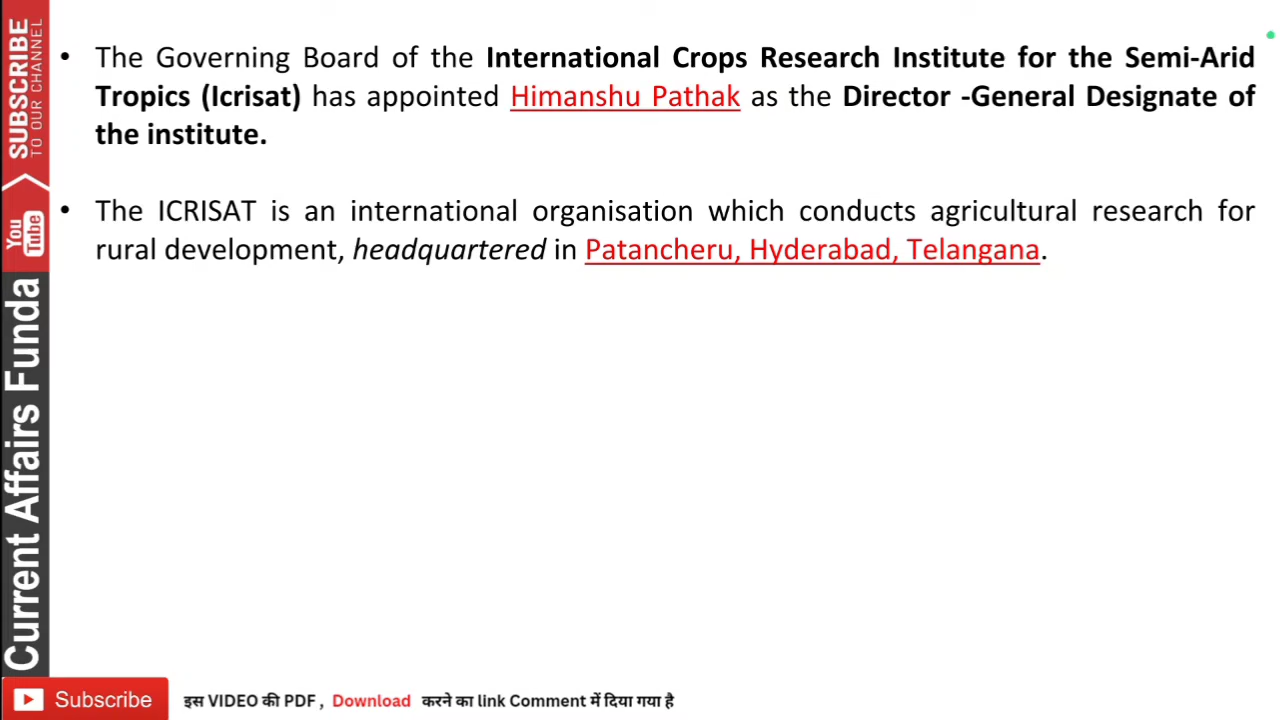 SUBSCRIBE
TO OUR CHANNEL
You
Tube
Current Affairs Funda
• The Governing Board of the International Crops Research Institute for the Semi-Arid
Tropics (Icrisat) has appointed Himanshu Pathak as the Director -General Designate of
the institute.
• The ICRISAT is an international organisation which conducts agricultural research for
rural development, headquartered in Patancheru, Hyderabad, Telangana.
Subscribe
इस VIDEO की PDF , Download करने का link Comment में दिया गया है